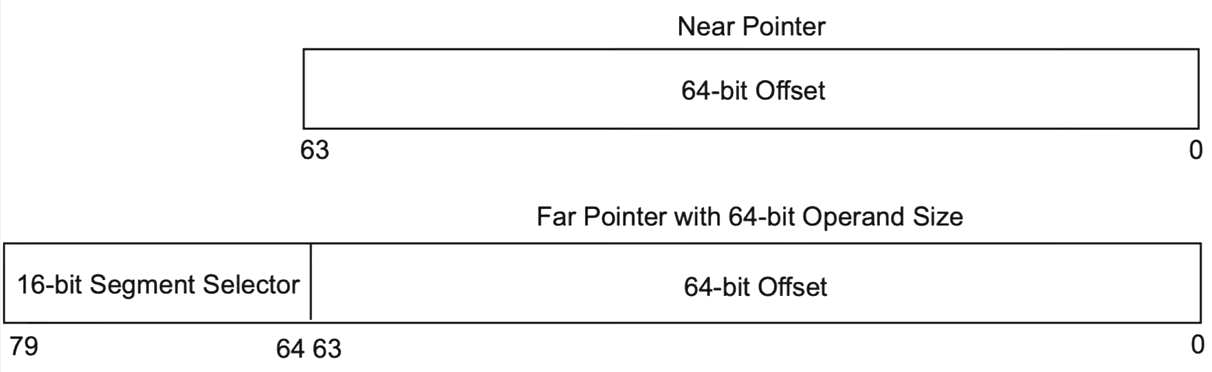 Near Pointer
64-bit Offset
63 0
Far Pointer with 64-bit Operand Size
16-bit Segment Selector 64-bit Offset
79 64 63 0